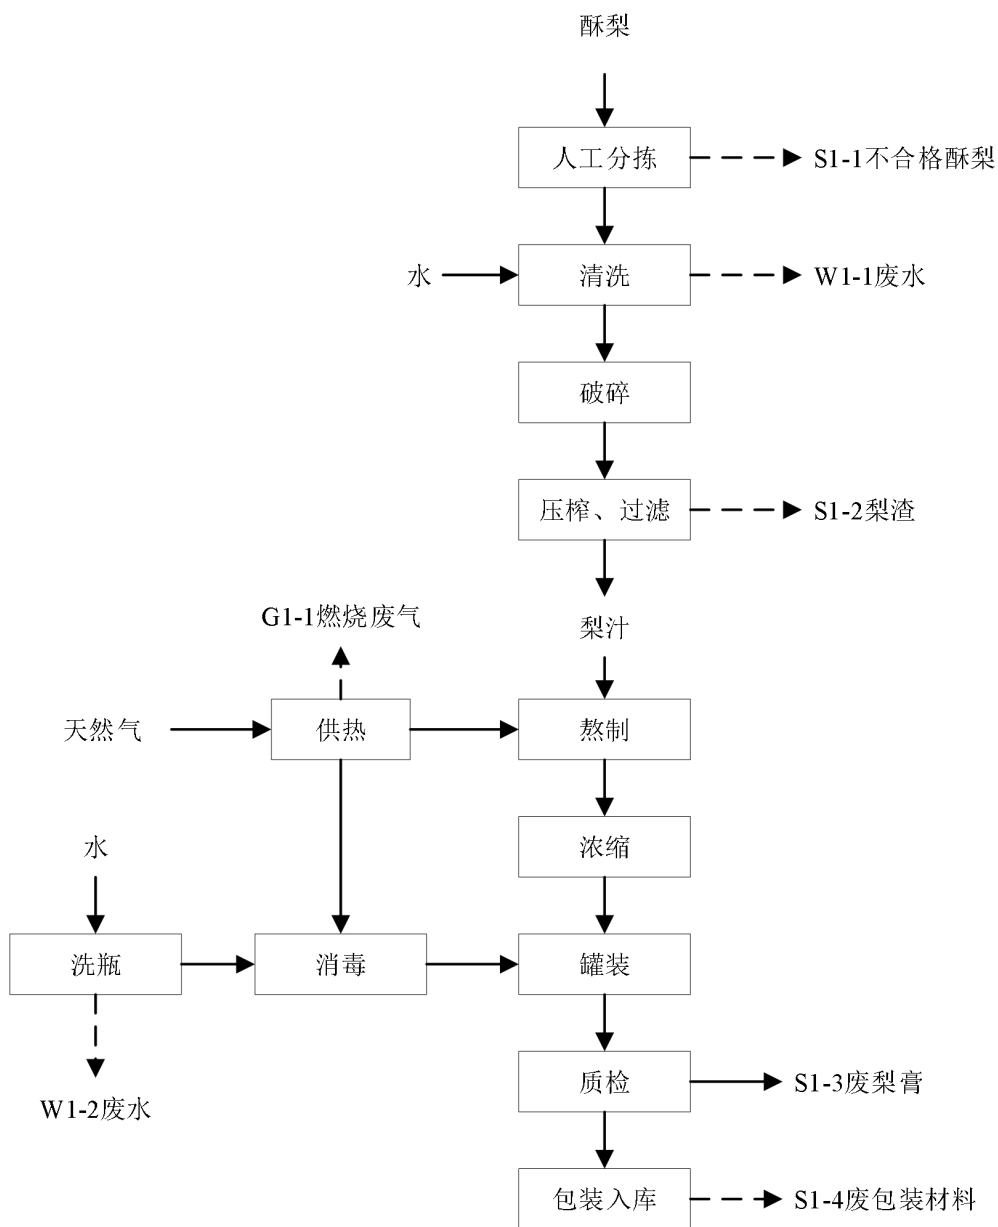 酥梨
人工分拣
S1-1不合格酥梨
水
清洗
W1-1废水
破碎
压榨、过滤
S1-2梨渣
G1-1燃烧废气
梨汁
天然气
供热
熬制
水
浓缩
洗瓶
消毒
罐装
W1-2废水
质检
S1-3废梨膏
包装入库
S1-4废包装材料